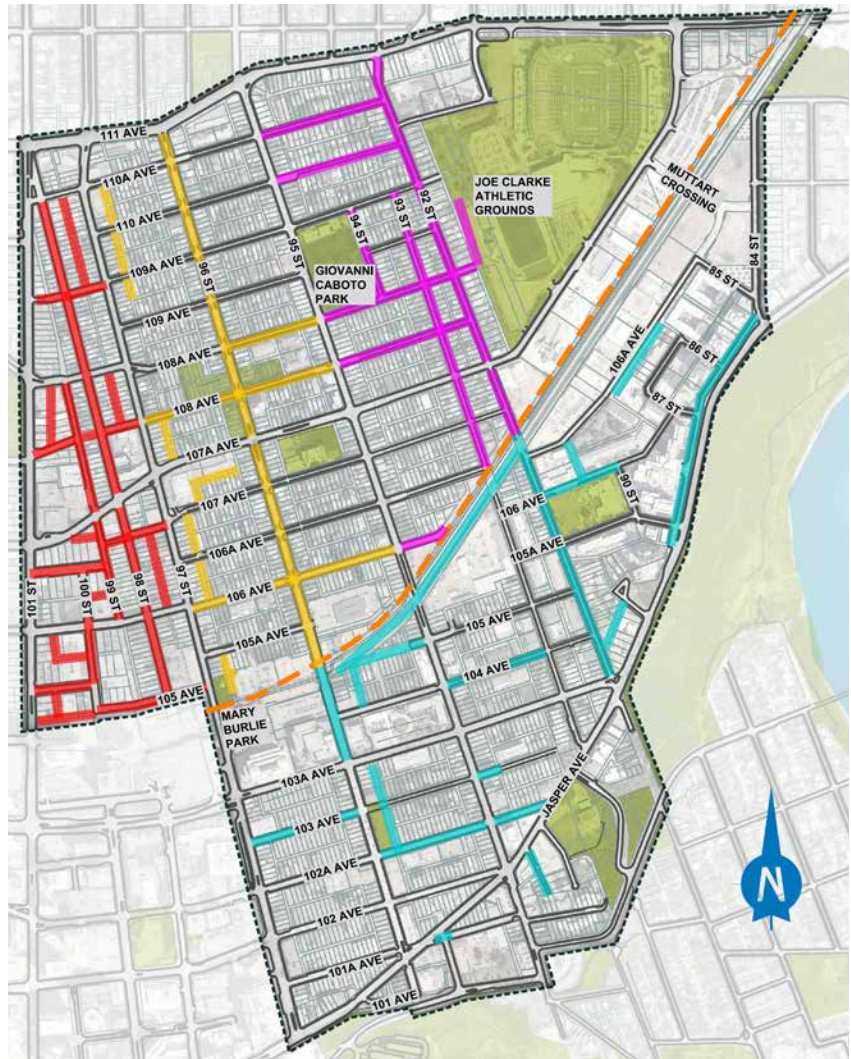 111 AVE
110A AVE
110 AVE
109A AVE
109 AVE
108A AVE
108 AVE
107A AVE
107 AVE
106A AVE
106 AVE
105A AVE
105 AVE
101 ST
100 ST
99 ST
98 ST
97 ST
96 ST
95 ST
94 ST
93 ST
92 ST
GIOVANNI
CABOTO
PARK
JOE CLARKE
ATHLETIC
GROUNDS
MUTTART
CROSSING
84 ST
85 ST
106A AVE
86 ST
87 ST
90 ST
106 AVE
105A AVE
105 AVE
104 AVE
MARY
BURLIE
PARK
103A AVE
103 AVE
102A AVE
102 AVE
101A AVE
101 AVE
JASPER AVE
N